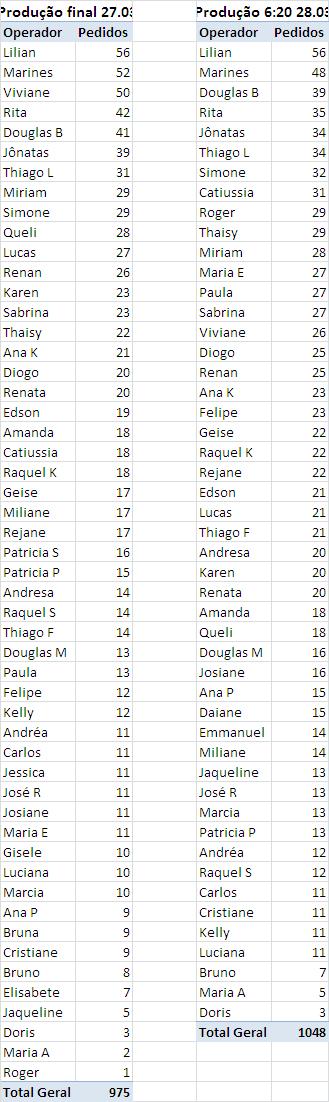 Produção final 27.03 Produção 6:20 28.03
Operador Pedidos Operador Pedidos
Lilian 56 Lilian 56
Marines 52 Marines 48
Viviane 50 Douglas B 39
Rita 42 Rita 35
Douglas B 41 Jônatas 34
Jônatas 39 Thiago L 34
Thiago L 31 Simone 32
Miriam 29 Catiussia 31
Simone 29 Roger 29
Queli 28 Thaisy 29
Lucas 27 Miriam 28
Renan 26 Maria E 27
Karen 23 Paula 27
Sabrina 23 Sabrina 27
Thaisy 22 Viviane 26
Ana K 21 Diogo 25
Diogo 20 Renan 25
Renata 20 Ana K 23
Edson 19 Felipe 23
Amanda 18 Geise 22
Catiussia 18 Raquel K 22
Raquel K 18 Rejane 22
Geise 17 Edson 21
Miliane 17 Lucas 21
Rejane 17 Thiago F 21
Patricia S 16 Andresa 20
Patricia P 15 Karen 20
Andresa 14 Renata 20
Raquel S 14 Amanda 18
Thiago F 14 Queli 18
Douglas M 13 Douglas M 16
Paula 13 Josiane 16
Felipe 12 Ana P 15
Kelly 12 Daiane 15
Andréa 11 Emmanuel 14
Carlos 11 Miliane 14
Jessica 11 Jaqueline 13
José R 11 José R 13
Josiane 11 Marcia 13
Maria E 11 Patricia P 13
Gisele 10 Andréa 12
Luciana 10 Raquel S 12
Marcia 10 Carlos 11
Ana P 9 Cristiane 11
Bruna 9 Kelly 11
Cristiane 9 Luciana 11
Bruno 8 Bruno 7
Elisabete 7 Maria A 5
Jaqueline 5 Doris 3
Doris 3 Total Geral 1048
Maria A 2
Roger 1
Total Geral 975